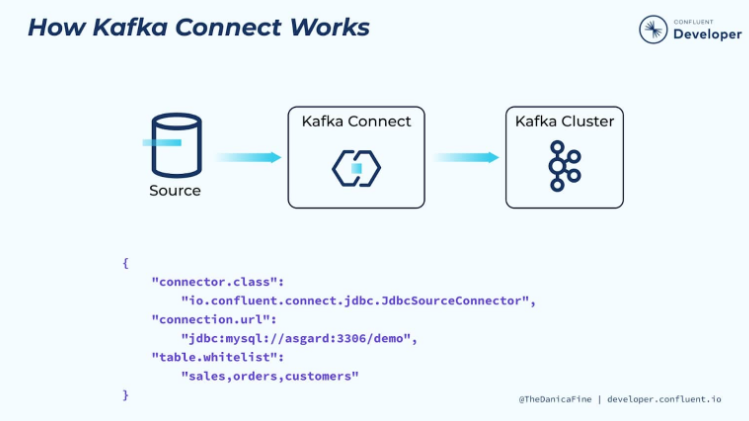 How Kafka Connect Works
CONFLUENT
Developer
Kafka Connect
Kafka Cluster
Source
{
"connector.class":
"io.confluent.connect.jdbc.JdbcSourceConnector",
"connection.url":
"jdbc:mysql://asgard:3306/demo",
"table.whitelist":
"sales,orders,customers"
}
@TheDanicaFine | developer.confluent.io